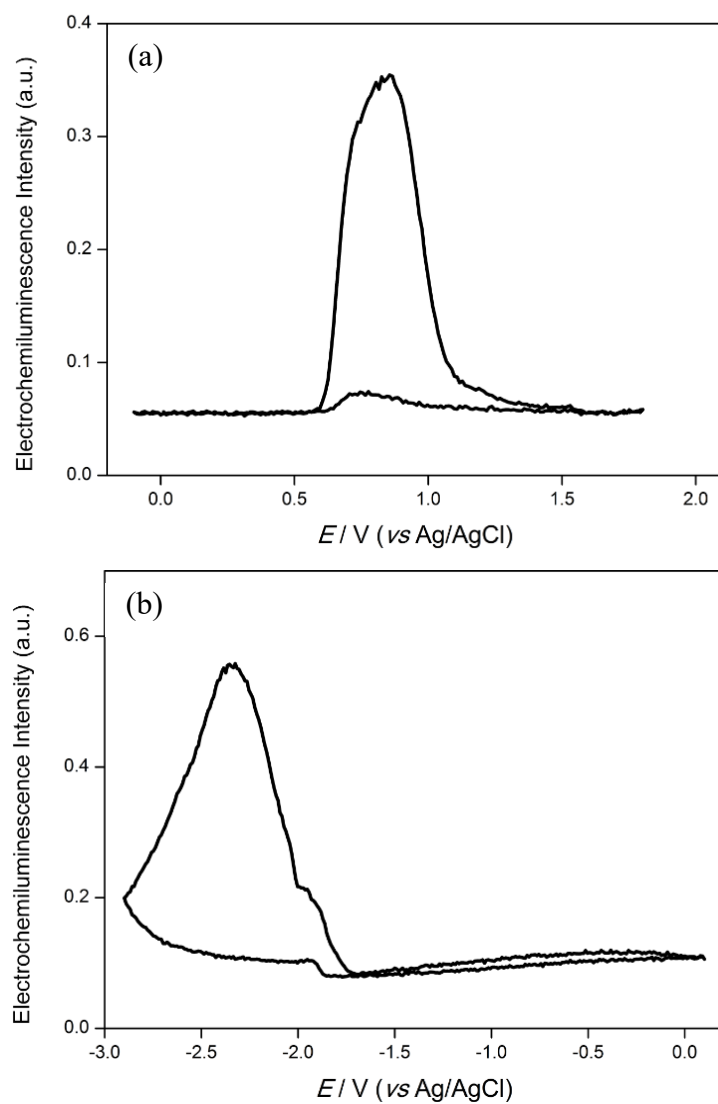 (a)
Electrochemiluminescence Intensity (a.u.)
0.4
0.3
0.2
0.1
0.0
0.0 0.5 1.0 1.5 2.0
E / V (vs Ag/AgCl)
(b)
Electrochemiluminescence Intensity (a.u.)
0.6
0.4
0.2
0.0
-3.0 -2.5 -2.0 -1.5 -1.0 -0.5 0.0
E / V (vs Ag/AgCl)